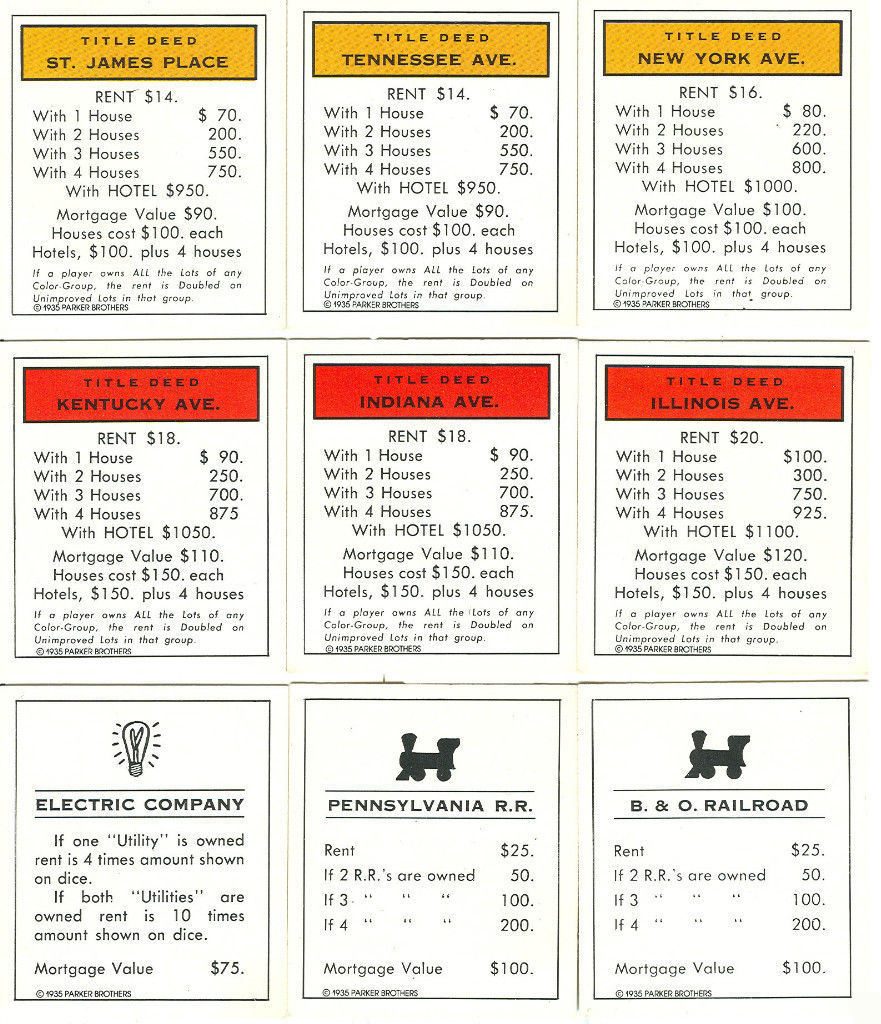 TITLE DEED
ST. JAMES PLACE
RENT $14.
With 1 House $ 70.
With 2 Houses 200.
With 3 Houses 550.
With 4 Houses 750.
With HOTEL $950.
Mortgage Value $90.
Houses cost $100. each
Hotels, $100. plus 4 houses
If a player owns ALL the Lots of any
Color-Group, the rent is Doubled on
Unimproved Lots in that group.
© 1935 PARKER BROTHERS
TITLE DEED
TENNESSEE AVE.
RENT $14.
With 1 House $ 70.
With 2 Houses 200.
With 3 Houses 550.
With 4 Houses 750.
With HOTEL $950.
Mortgage Value $90.
Houses cost $100. each
Hotels, $100. plus 4 houses
If a player owns ALL the Lots of any
Color-Group, the rent is Doubled on
Unimproved Lots in that group.
© 1935 PARKER BROTHERS
TITLE DEED
NEW YORK AVE.
RENT $16.
With 1 House $ 80.
With 2 Houses 220.
With 3 Houses 600.
With 4 Houses 800.
With HOTEL $1000.
Mortgage Value $100.
Houses cost $100. each
Hotels, $100. plus 4 houses
If a player owns ALL the Lots of any
Color-Group, the rent is Doubled on
Unimproved Lots in that group.
© 1935 PARKER BROTHERS
TITLE DEED
KENTUCKY AVE.
RENT $18.
With 1 House $ 90.
With 2 Houses 250.
With 3 Houses 700.
With 4 Houses 875
With HOTEL $1050.
Mortgage Value $110.
Houses cost $150. each
Hotels, $150. plus 4 houses
If a player owns ALL the Lots of any
Color-Group, the rent is Doubled on
Unimproved Lots in that group.
© 1935 PARKER BROTHERS
TITLE DEED
INDIANA AVE.
RENT $18.
With 1 House $ 90.
With 2 Houses 250.
With 3 Houses 700.
With 4 Houses 875.
With HOTEL $1050.
Mortgage Value $110.
Houses cost $150. each
Hotels, $150. plus 4 houses
If a player owns ALL the Lots of any
Color-Group, the rent is Doubled on
Unimproved Lots in that group.
© 1935 PARKER BROTHERS
TITLE DEED
ILLINOIS AVE.
RENT $20.
With 1 House $100.
With 2 Houses 300.
With 3 Houses 750.
With 4 Houses 925.
With HOTEL $1100.
Mortgage Value $120.
Houses cost $150. each
Hotels, $150. plus 4 houses
If a player owns ALL the Lots of any
Color-Group, the rent is Doubled on
Unimproved Lots in that group.
© 1935 PARKER BROTHERS
ELECTRIC COMPANY
If one "Utility" is owned
rent is 4 times amount shown
on dice.
If both "Utilities" are
owned rent is 10 times
amount shown on dice.
Mortgage Value $75.
© 1935 PARKER BROTHERS
PENNSYLVANIA R.R.
Rent $25.
If 2 R.R.'s are owned 50.
If 3 " " " 100.
If 4 " " " 200.
Mortgage Value $100.
© 1935 PARKER BROTHERS
B. & O. RAILROAD
Rent $25.
If 2 R.R.'s are owned 50.
If 3 " " " 100.
If 4 " " " 200.
Mortgage Value $100.
© 1935 PARKER BROTHERS